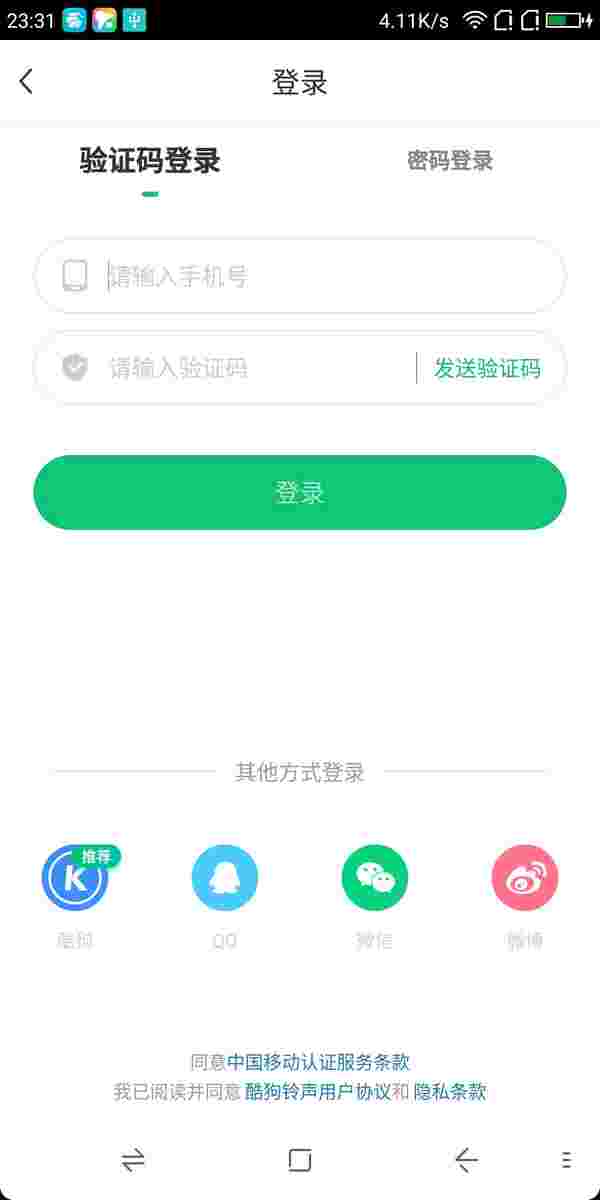 23:31 4.11K/s
登录
验证码登录 密码登录
请输入手机号
请输入验证码 发送验证码
登录
其他方式登录
推荐
酷狗 QQ 微信 微博
同意中国移动认证服务条款
我已阅读并同意 酷狗铃声用户协议和 隐私条款